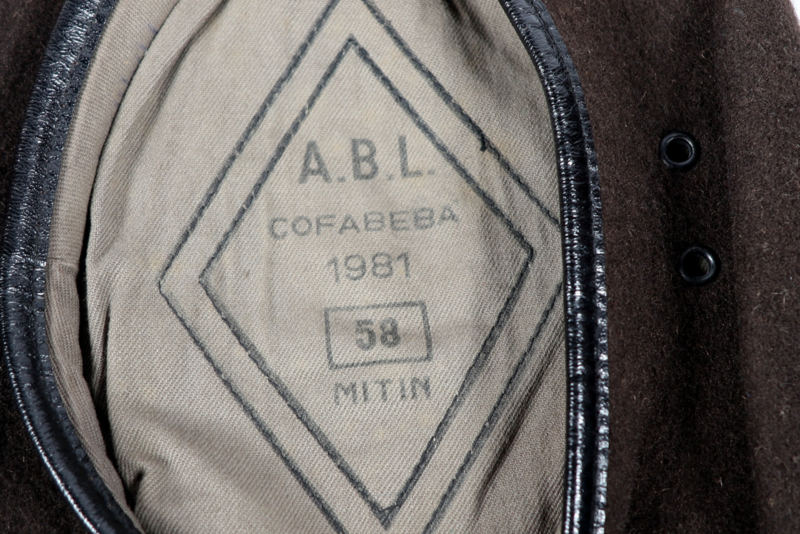 A.B.L.
COFABEBA
1981
58
MITIN